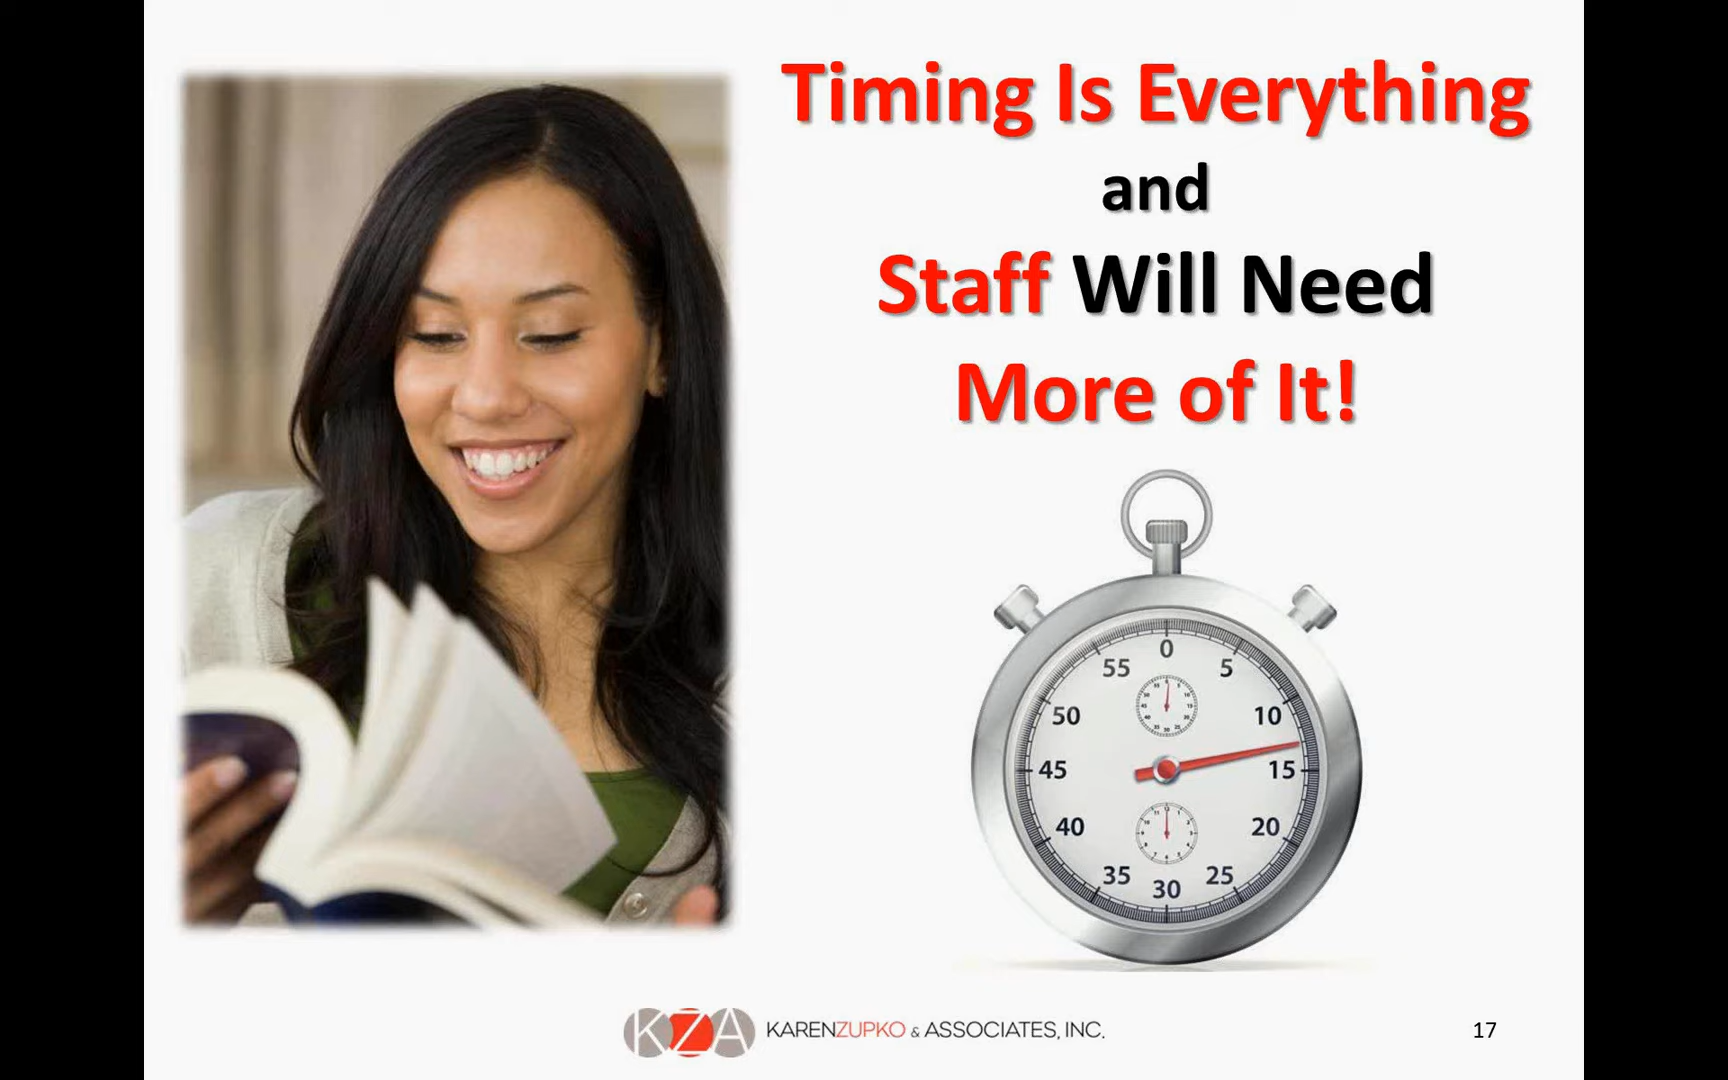 Timing Is Everything
and
Staff Will Need
More of It!
0
55
5
50
10
45
15
40
20
35
25
30
KZA KARENZUPKO & ASSOCIATES, INC.
17